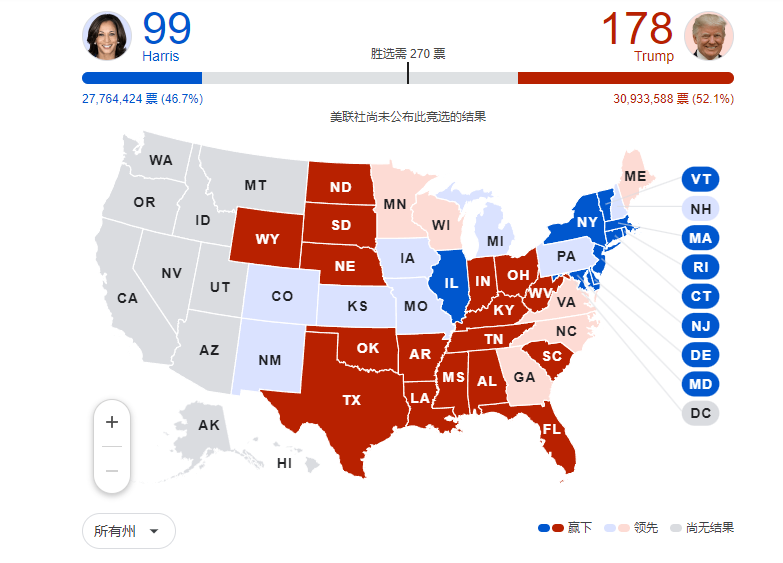 99
Harris
178
Trump
胜选需 270 票
27,764,424 票 (46.7%)
30,933,588 票 (52.1%)
美联社尚未公布此竞选的结果
WA
OR
ID
MT
ND
MN
WI
MI
ME
VT
NH
NY
MA
RI
CT
NJ
DE
MD
DC
WY
SD
NE
IA
IL
IN
OH
PA
NV
UT
CO
KS
MO
KY
WV
VA
CA
AZ
NM
OK
AR
TN
NC
SC
TX
LA
MS
AL
GA
FL
AK
HI
+
−
所有州
赢下
领先
尚无结果